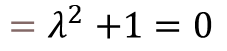 = λ² + 1 = 0